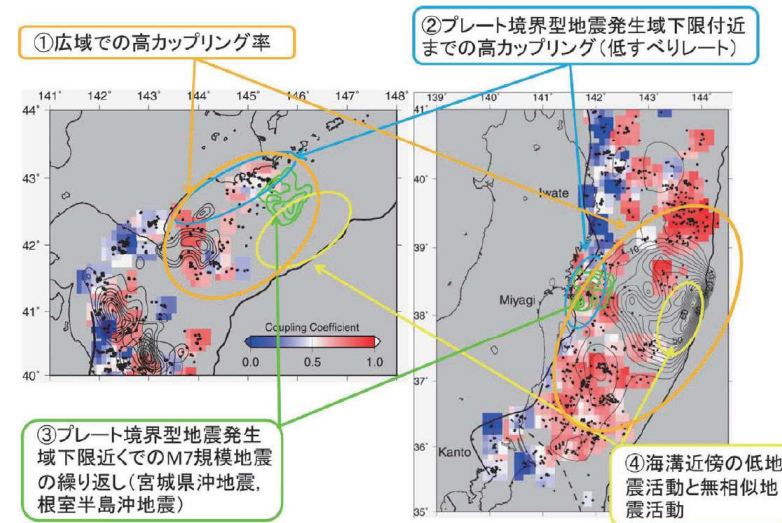 ①広域での高カップリング率
②プレート境界型地震発生域下限付近
までの高カップリング(低すべりレート)
141° 142° 143° 144° 145° 146° 147° 148°
44°
43°
42°
41°
40°
Coupling Coefficient
0.0 0.5 1.0
139° 140° 141° 142° 143° 144°
41°
40°
39°
38°
37°
36°
35°
Iwate
Miyagi
Kanto
10
50
③プレート境界型地震発生
域下限近くでのM7規模地震
の繰り返し(宮城県沖地震,
根室半島沖地震)
④海溝近傍の低地
震活動と無相似地
震活動